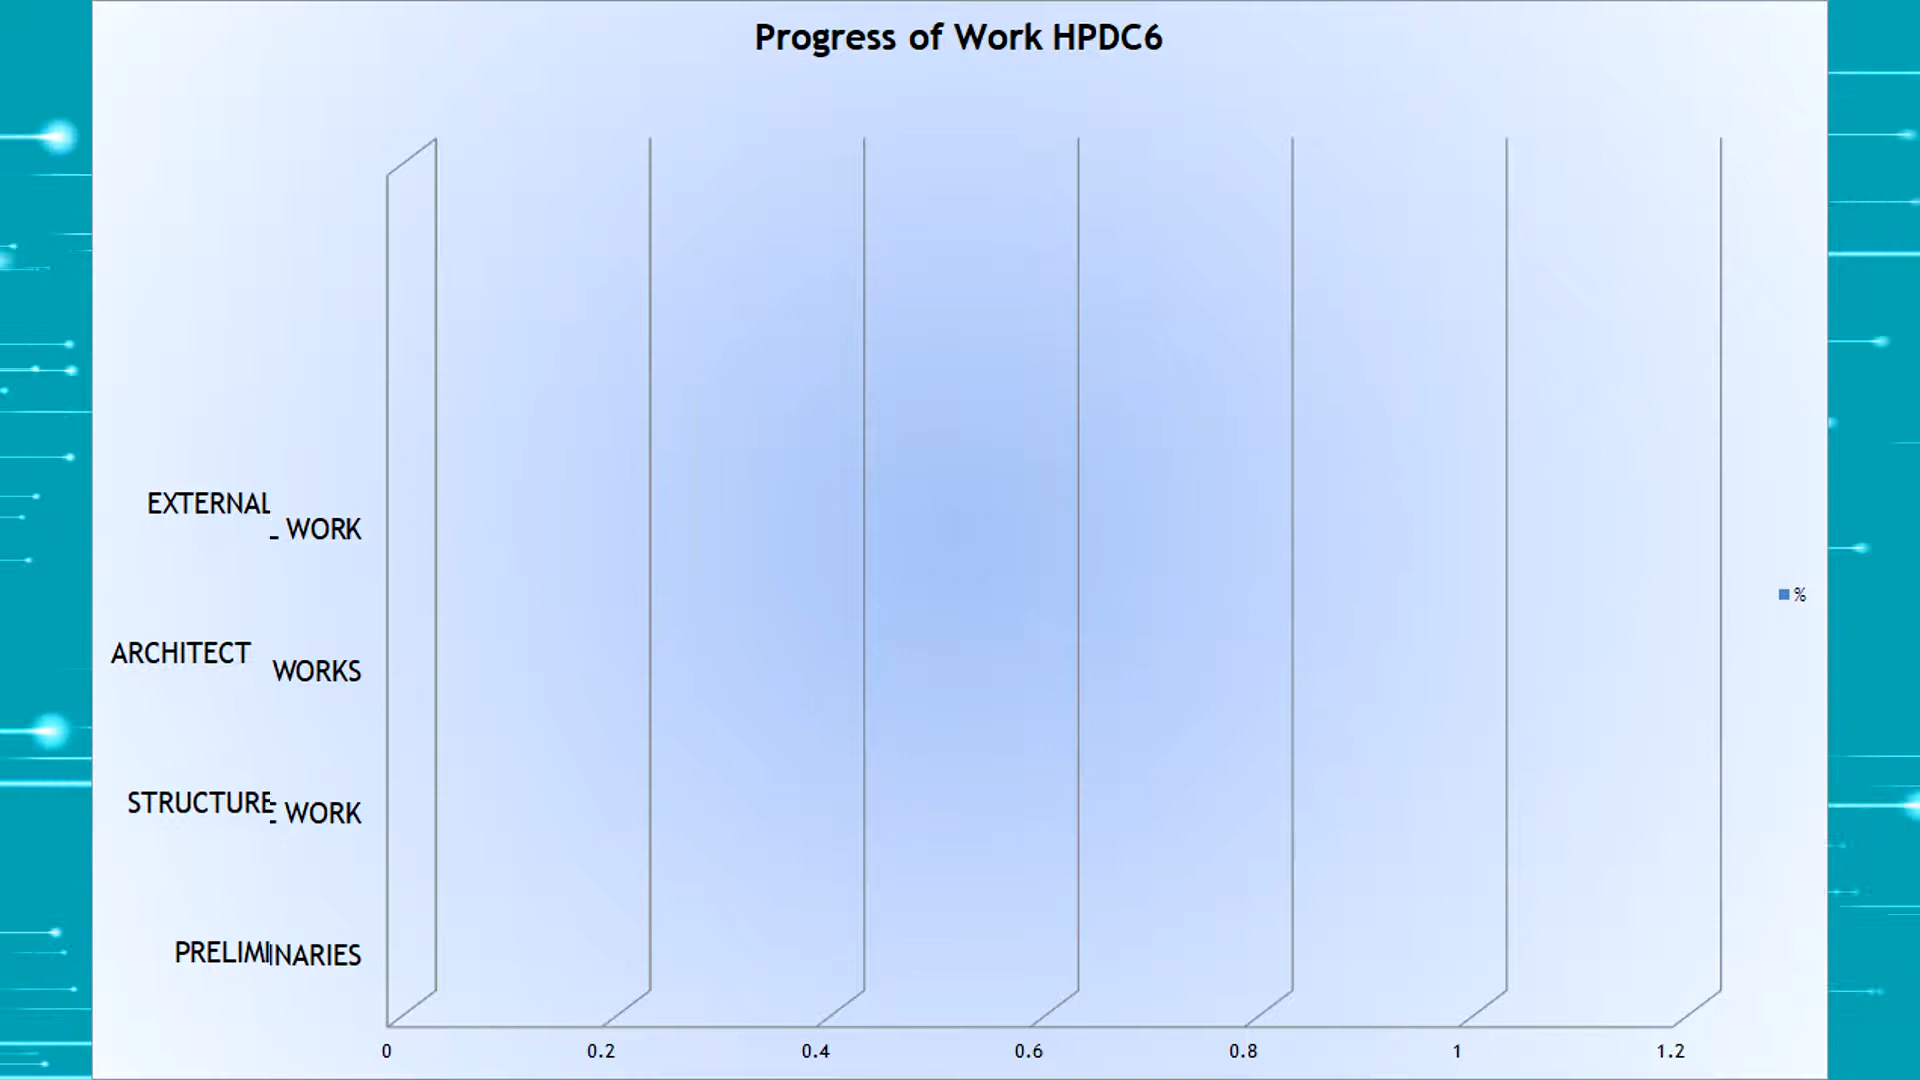 Progress of Work HPDC6
EXTERNAL WORK
ARCHITECT WORKS
STRUCTURE WORK
PRELIMINARIES
%
0 0.2 0.4 0.6 0.8 1 1.2